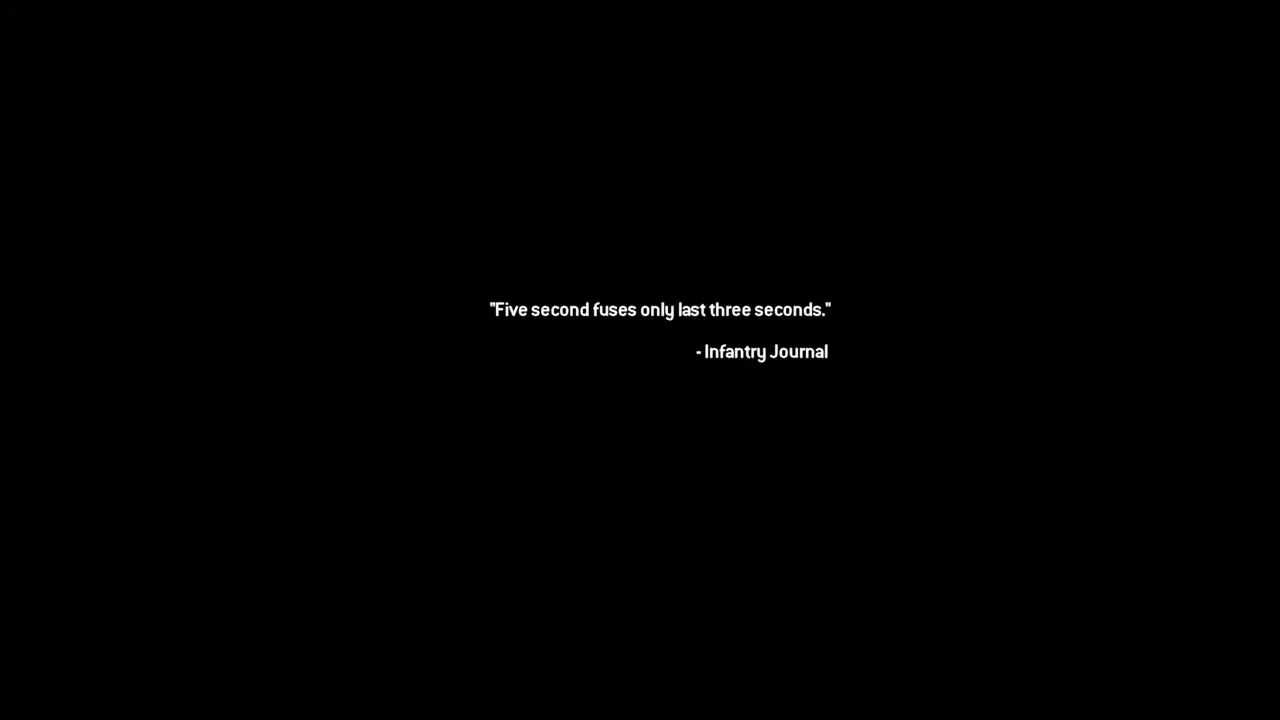 "Five second fuses only last three seconds."
- Infantry Journal